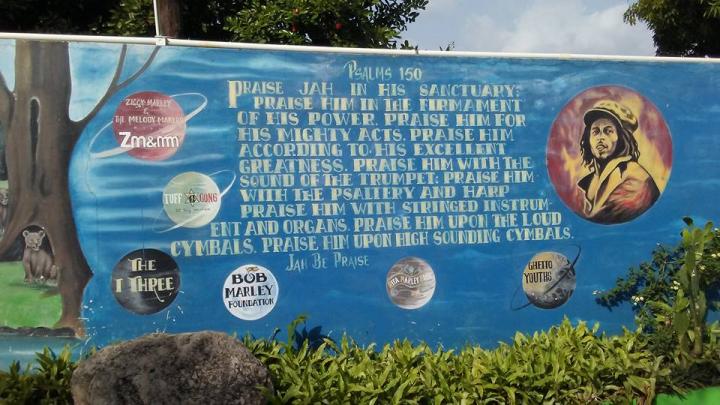 PSALMS 150
PRAISE JAH IN HIS SANCTUARY:
PRAISE HIM IN THE FIRMAMENT
OF HIS POWER. PRAISE HIM FOR
HIS MIGHTY ACTS. PRAISE HIM
ACCORDING TO HIS EXCELLENT
GREATNESS. PRAISE HIM WITH THE
SOUND OF THE TRUMPET: PRAISE HIM
WITH THE PSALTERY AND HARP
PRAISE HIM WITH STRINGED INSTRUM-
ENT AND ORGANS. PRAISE HIM UPON THE LOUD
CYMBALS. PRAISE HIM UPON HIGH SOUNDING CYMBALS.
JAH BE PRAISE
ZIGGY MARLEY
&
THE MELODY MAKERS
ZM&MM
TUFF GONG
THE
I THREE
BOB
MARLEY
FOUNDATION
RITA MARLEY
GHETTO
YOUTHS